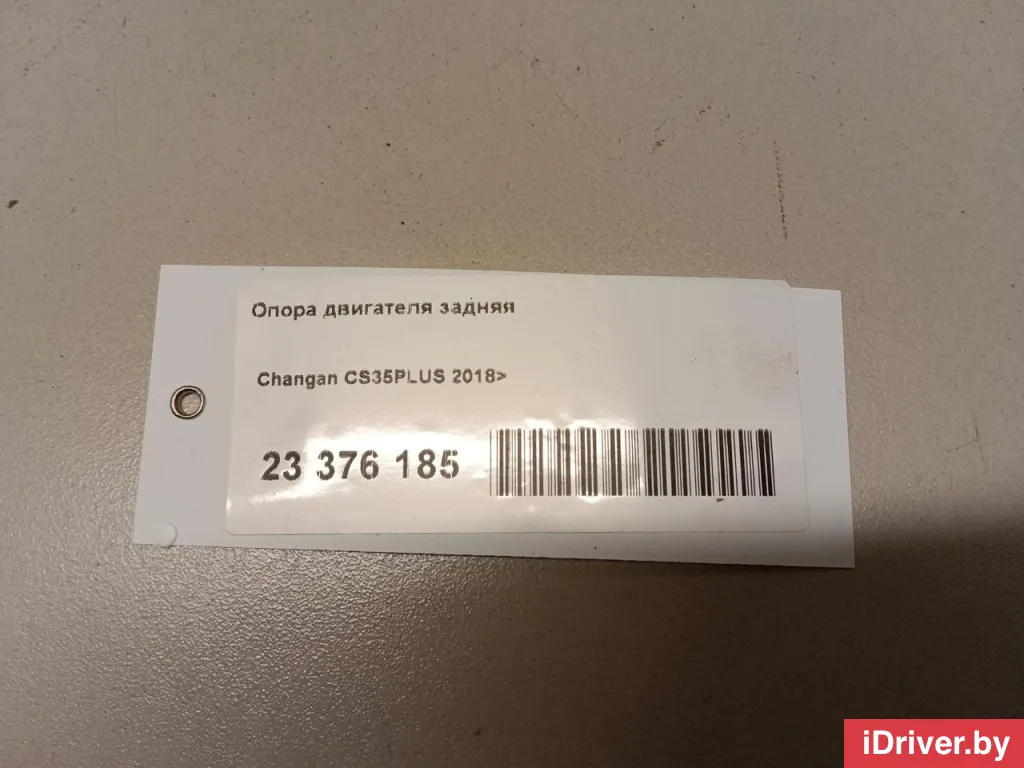 Опора двигателя задняя
Changan CS35PLUS 2018>
23 376 185
iDriver.by